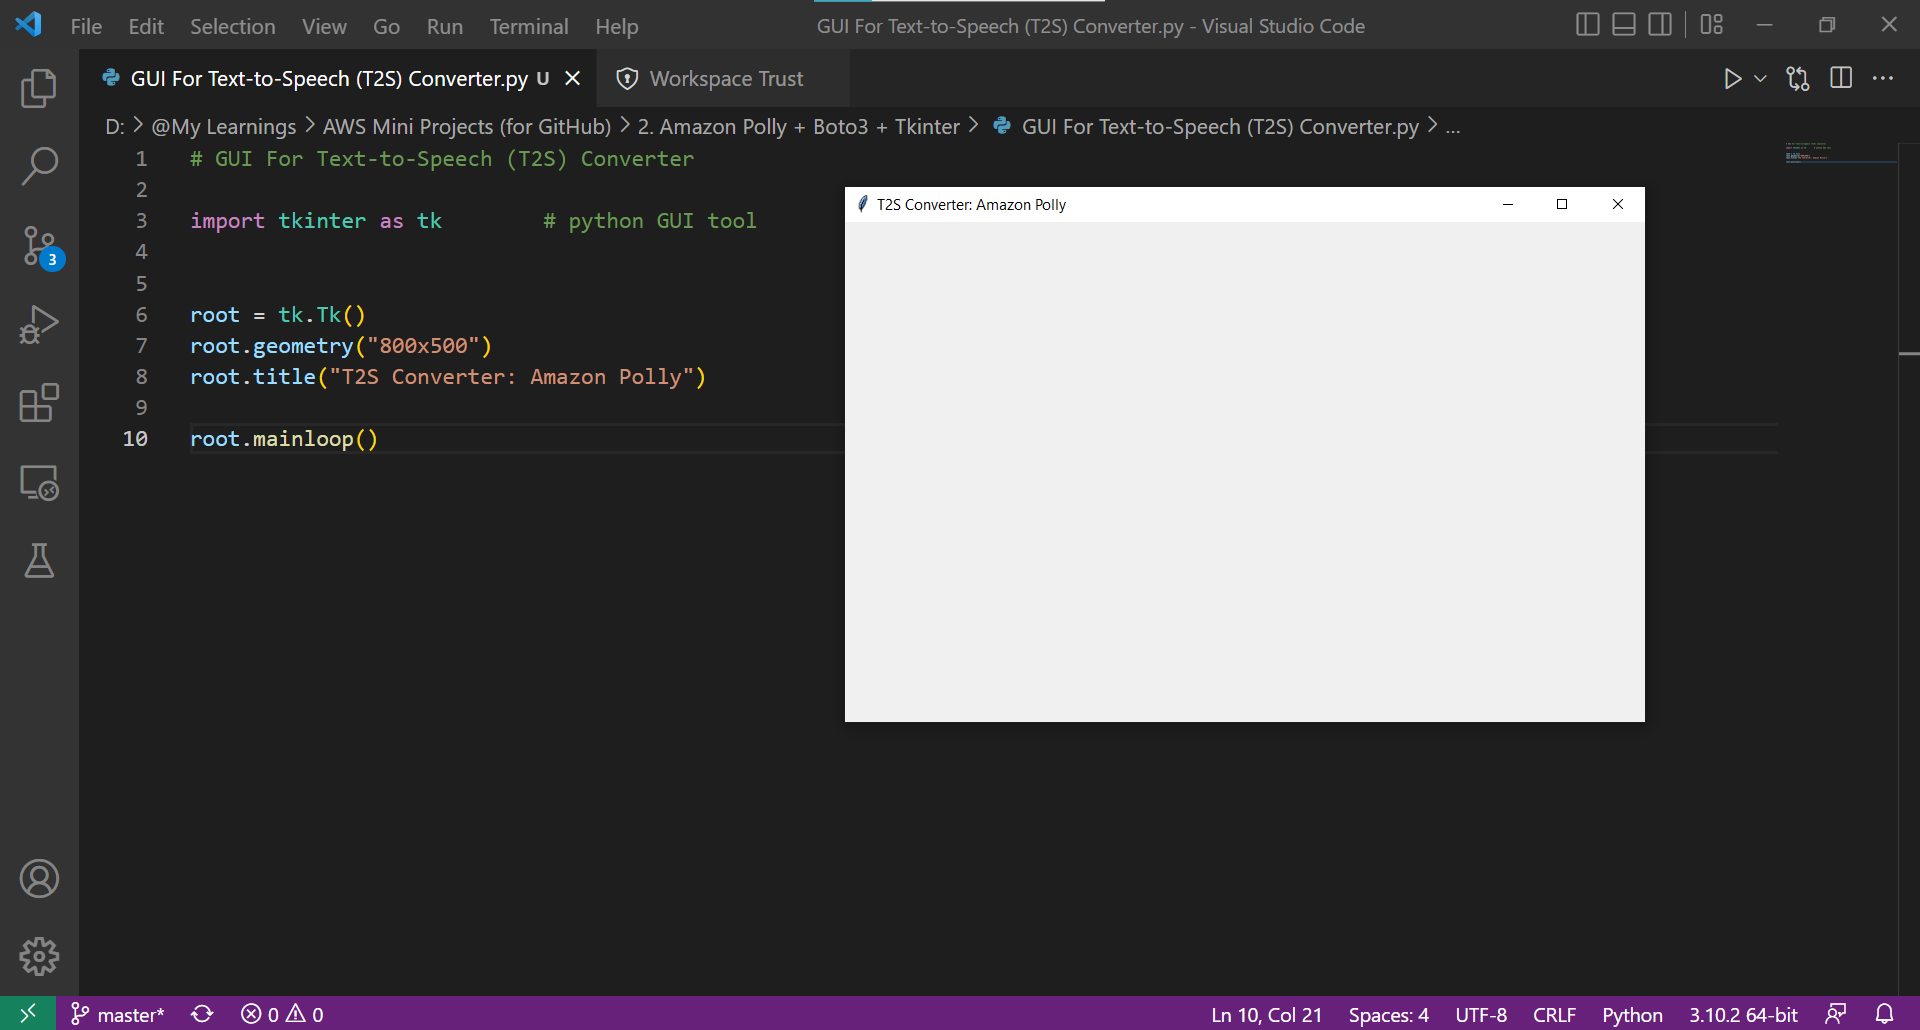 File Edit Selection View Go Run Terminal Help GUI For Text-to-Speech (T2S) Converter.py - Visual Studio Code
GUI For Text-to-Speech (T2S) Converter.py U Workspace Trust
D: > @My Learnings > AWS Mini Projects (for GitHub) > 2. Amazon Polly + Boto3 + Tkinter > GUI For Text-to-Speech (T2S) Converter.py > ...
1 # GUI For Text-to-Speech (T2S) Converter
2
3 import tkinter as tk # python GUI tool
4
5
6 root = tk.Tk()
7 root.geometry("800x500")
8 root.title("T2S Converter: Amazon Polly")
9
10 root.mainloop()
T2S Converter: Amazon Polly
3
master* 0 0 Ln 10, Col 21 Spaces: 4 UTF-8 CRLF Python 3.10.2 64-bit